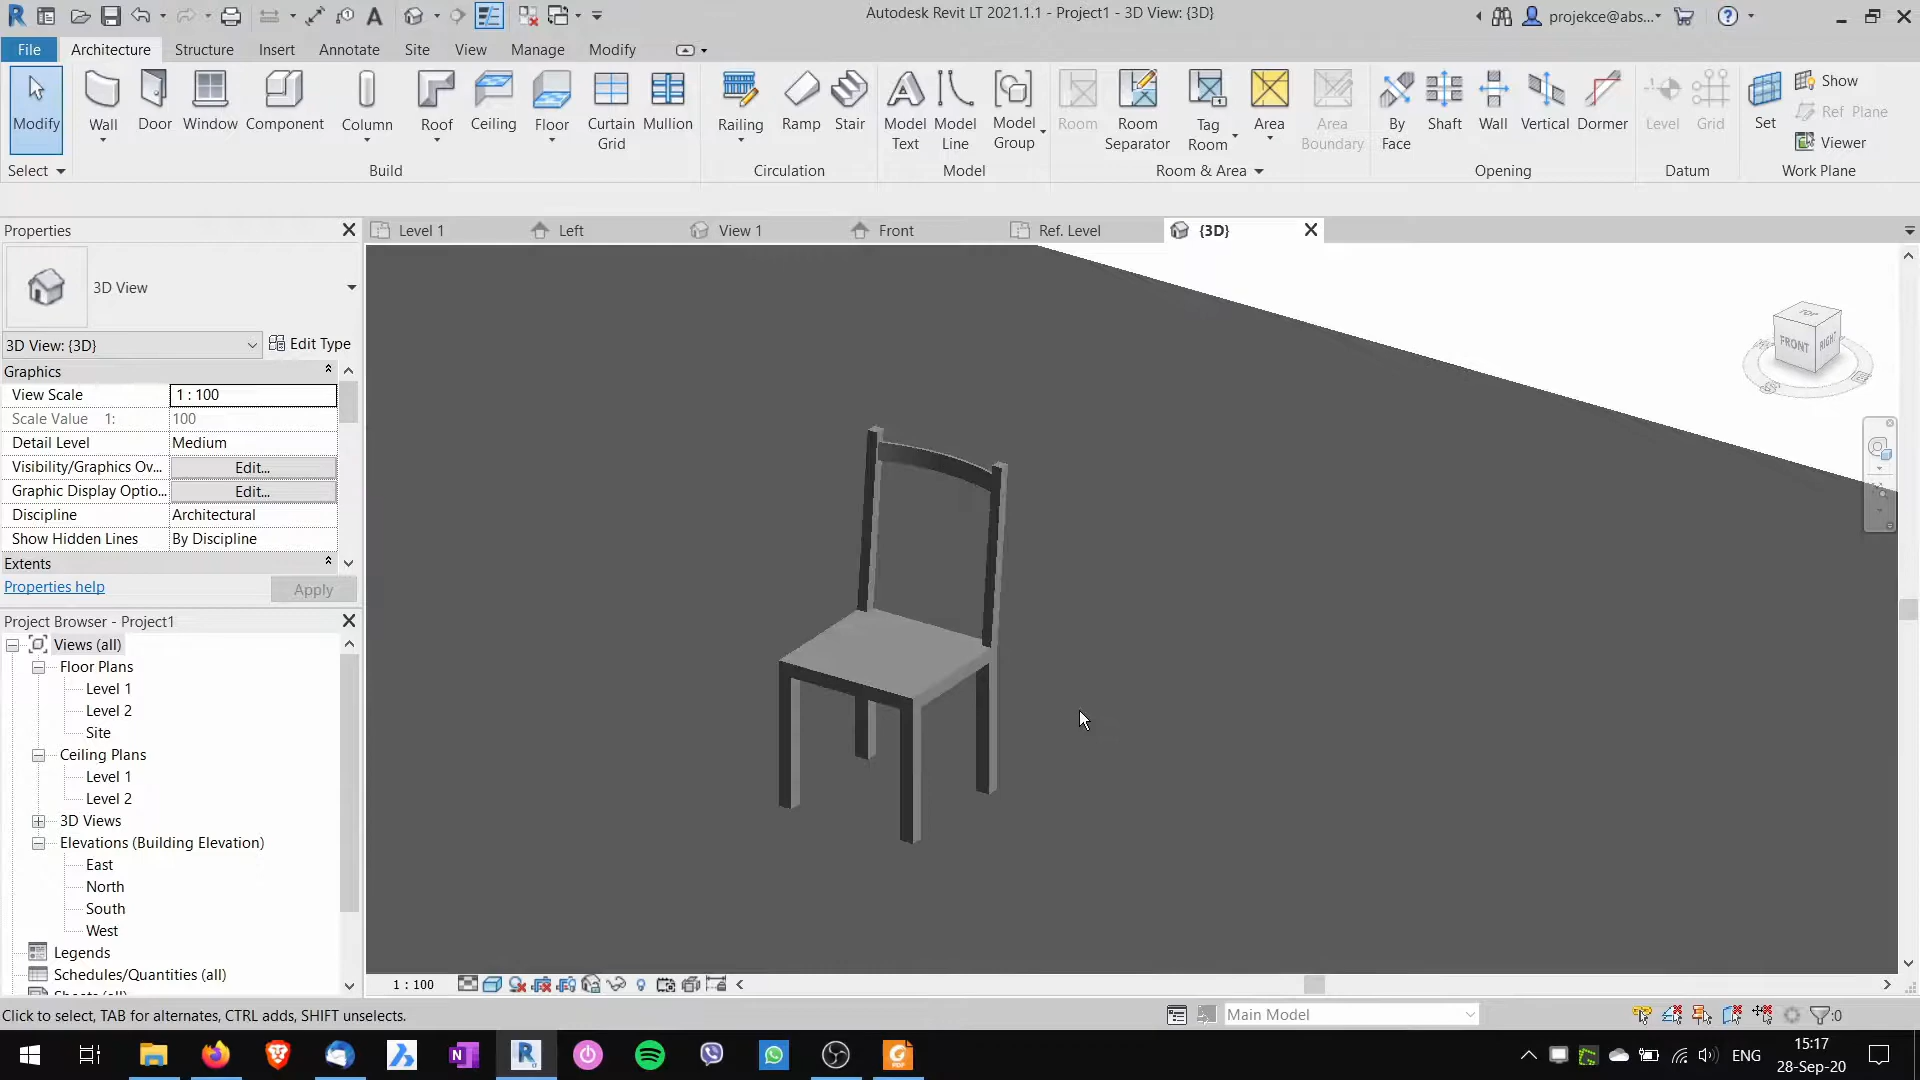 Autodesk Revit LT 2021.1.1 - Project1 - 3D View: {3D}
projekce@abs...
File
Architecture
Structure
Insert
Annotate
Site
View
Manage
Modify
Modify
Wall
Door
Window
Component
Column
Roof
Ceiling
Floor
Curtain
Grid
Mullion
Railing
Ramp
Stair
Model
Text
Model
Line
Model
Group
Room
Room
Separator
Tag
Room
Area
Area
Boundary
By
Face
Shaft
Wall
Vertical
Dormer
Level
Grid
Set
Show
Ref Plane
Viewer
Select
Build
Circulation
Model
Room & Area
Opening
Datum
Work Plane
Properties
Level 1
Left
View 1
Front
Ref. Level
{3D}
3D View
3D View: {3D}
Edit Type
Graphics
View Scale
1 : 100
Scale Value 1:
100
Detail Level
Medium
Visibility/Graphics Ov...
Edit...
Graphic Display Optio...
Edit...
Discipline
Architectural
Show Hidden Lines
By Discipline
Extents
Properties help
Apply
Project Browser - Project1
Views (all)
Floor Plans
Level 1
Level 2
Site
Ceiling Plans
Level 1
Level 2
3D Views
Elevations (Building Elevation)
East
North
South
West
Legends
Schedules/Quantities (all)
TOP
FRONT
RIGHT
S
E
1 : 100
Click to select, TAB for alternates, CTRL adds, SHIFT unselects.
Main Model
:0
ENG
15:17
28-Sep-20